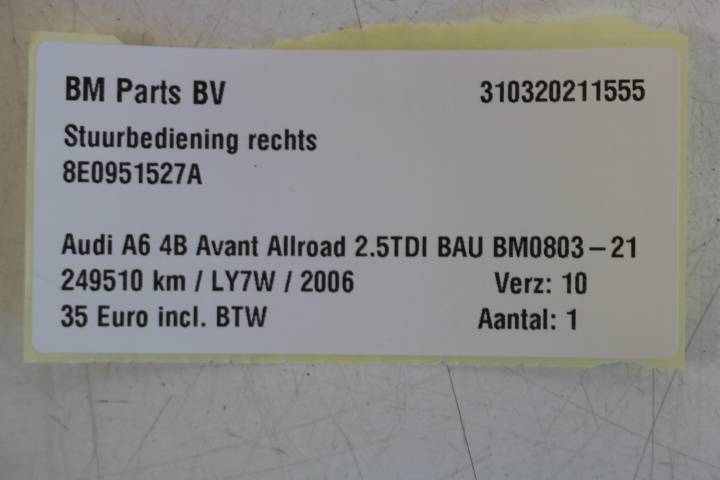 BM Parts BV 310320211555
Stuurbediening rechts
8E0951527A
Audi A6 4B Avant Allroad 2.5TDI BAU BM0803-21
249510 km / LY7W / 2006 Verz: 10
35 Euro incl. BTW Aantal: 1